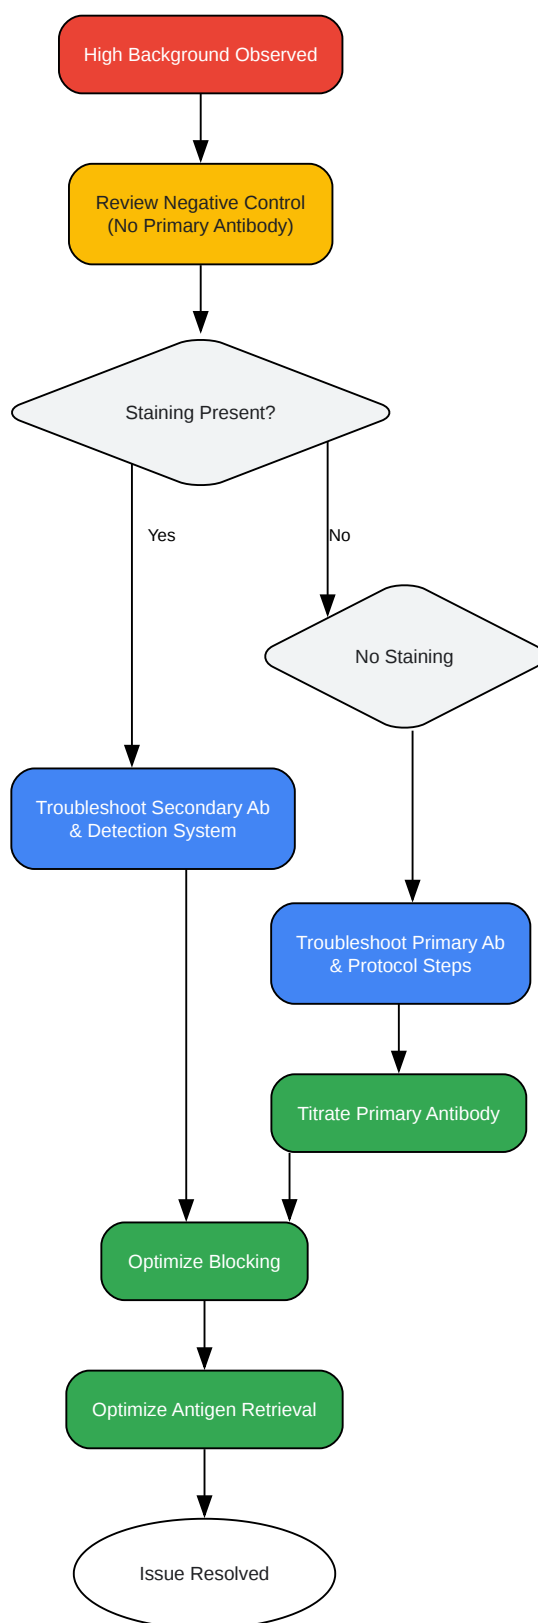 High Background Observed
Review Negative Control
(No Primary Antibody)
Staining Present?
Yes
No
No Staining
Troubleshoot Secondary Ab
& Detection System
Troubleshoot Primary Ab
& Protocol Steps
Titrate Primary Antibody
Optimize Blocking
Optimize Antigen Retrieval
Issue Resolved